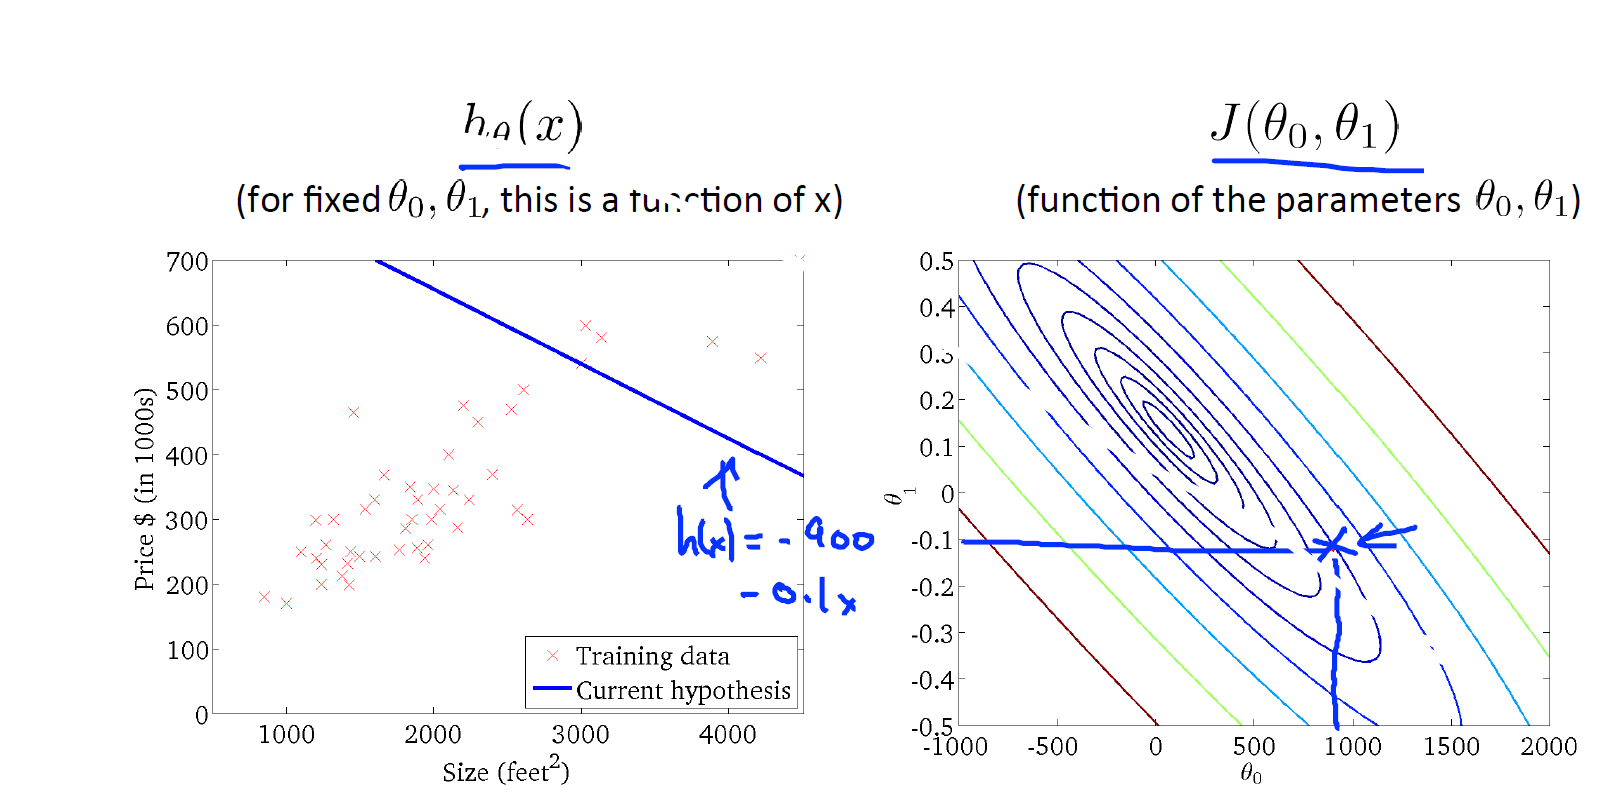 hθ(x)
(for fixed θ₀, θ₁, this is a function of x)
700
600
500
400
300
200
100
0
1000 2000 3000 4000
Price $ (in 1000s)
Size (feet²)
Training data
Current hypothesis
h(x) = - 900
- 0.1x
J(θ₀, θ₁)
(function of the parameters θ₀, θ₁)
0.5
0.4
0.3
0.2
0.1
0
-0.1
-0.2
-0.3
-0.4
-0.5
-1000 -500 0 500 1000 1500 2000
θ₁
θ₀